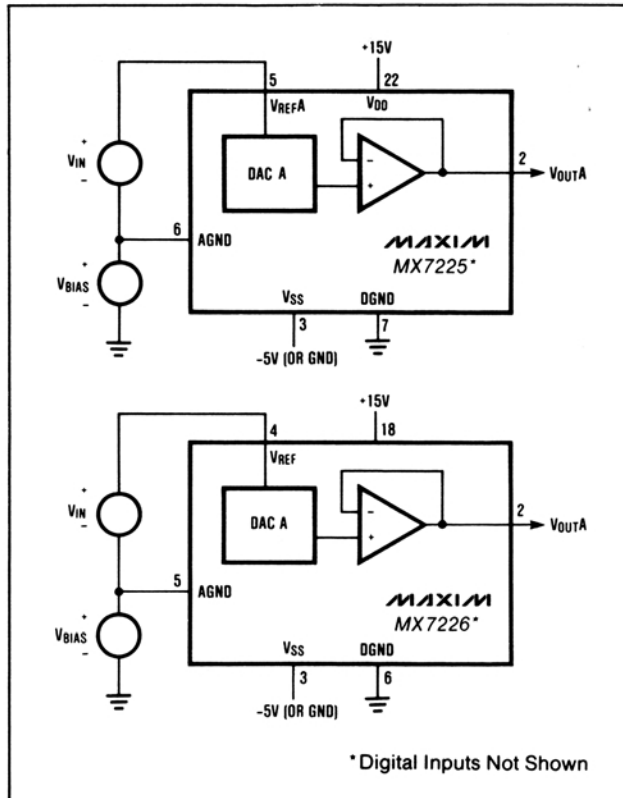 +15V
5
22
VREFA
VDD
+
VIN
-
DAC A
-
+
2
VOUTA
6
AGND
MAXIM
MX7225*
+
VBIAS
-
VSS
DGND
3
7
-5V (OR GND)
+15V
4
18
VREF
+
VIN
-
DAC A
-
+
2
VOUTA
5
AGND
MAXIM
MX7226*
+
VBIAS
-
VSS
DGND
3
6
-5V (OR GND)
*Digital Inputs Not Shown